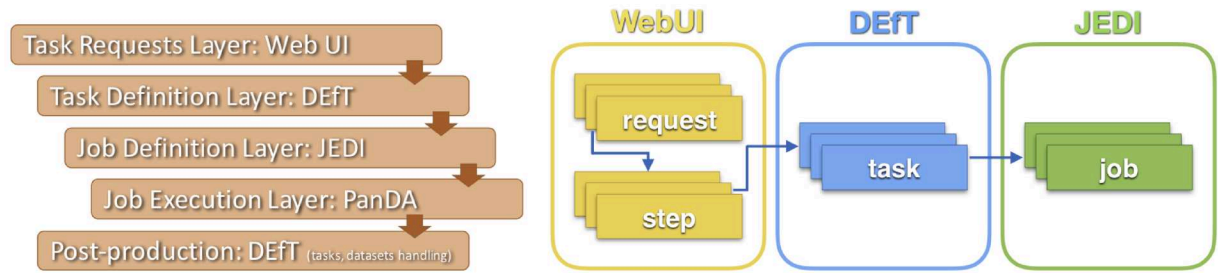 Task Requests Layer: Web UI
Task Definition Layer: DEfT
Job Definition Layer: JEDI
Job Execution Layer: PanDA
Post-production: DEfT (tasks, datasets handling)
WebUI
DEfT
JEDI
request
step
task
job